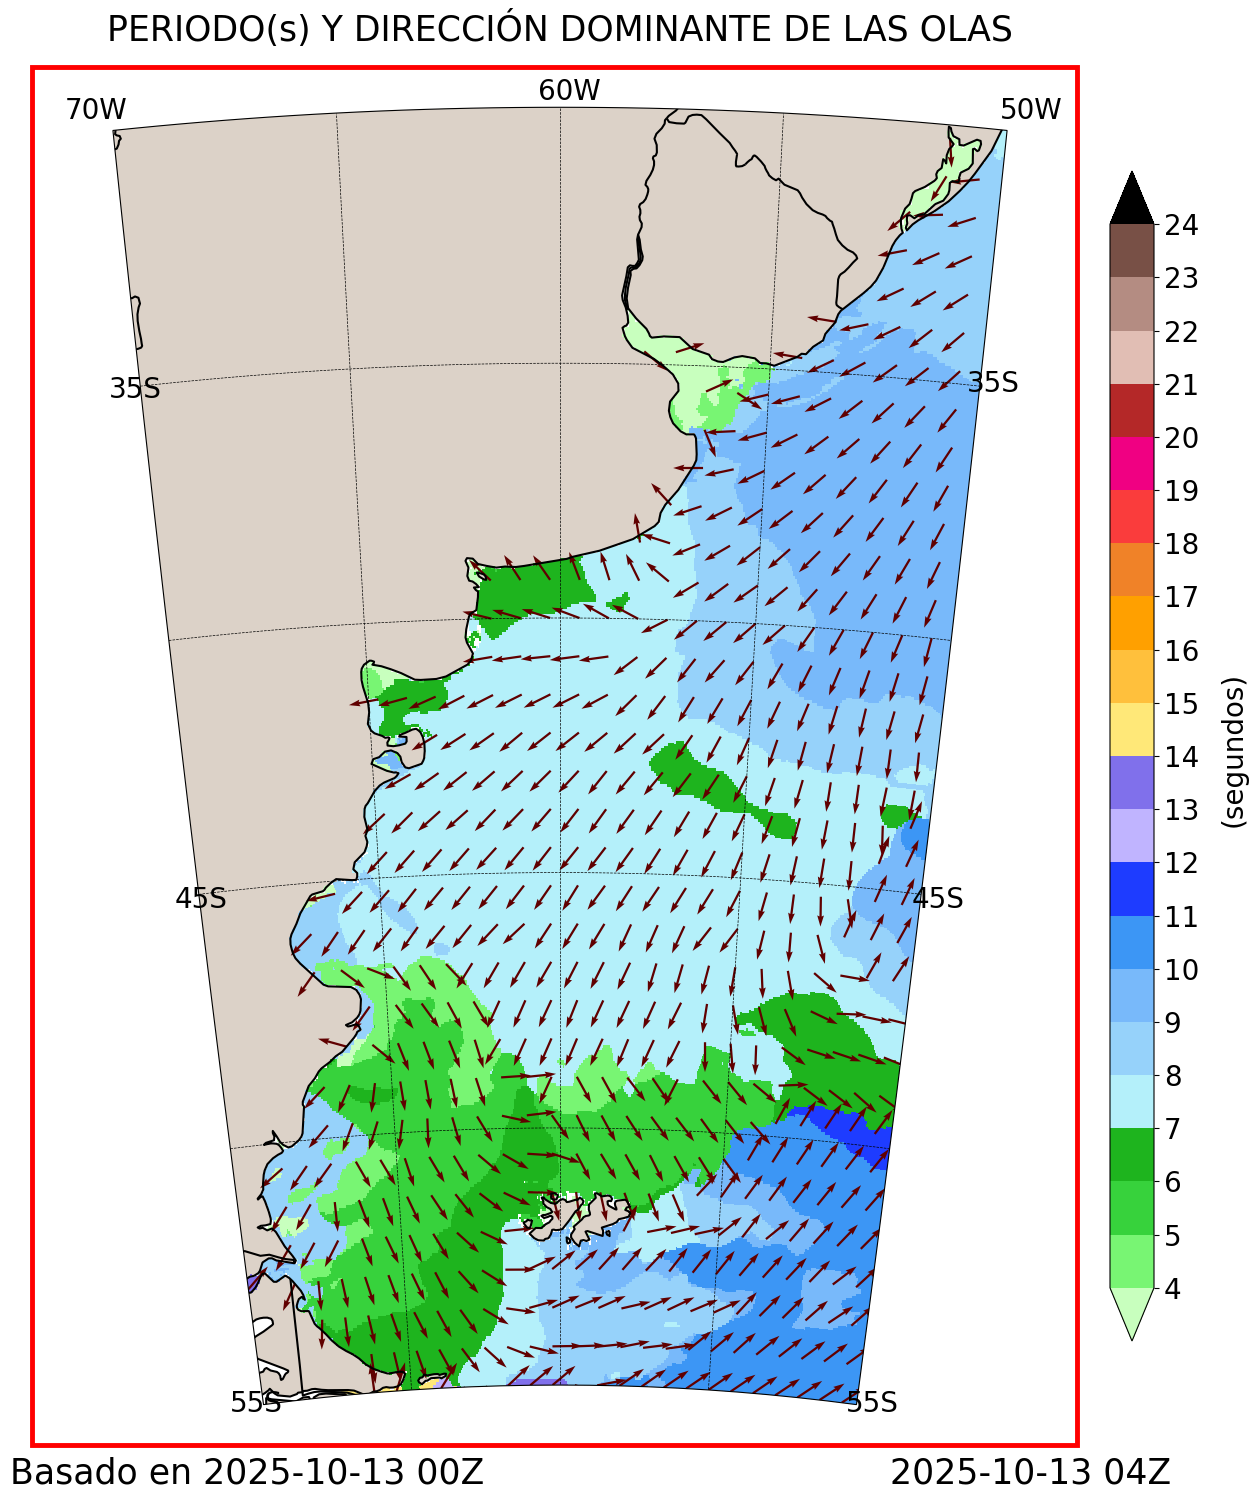 PERIODO(s) Y DIRECCIÓN DOMINANTE DE LAS OLAS
70W
60W
50W
35S
35S
45S
45S
55S
55S
24
23
22
21
20
19
18
17
16
15
14
13
12
11
10
9
8
7
6
5
4
(segundos)
Basado en 2025-10-13 00Z
2025-10-13 04Z